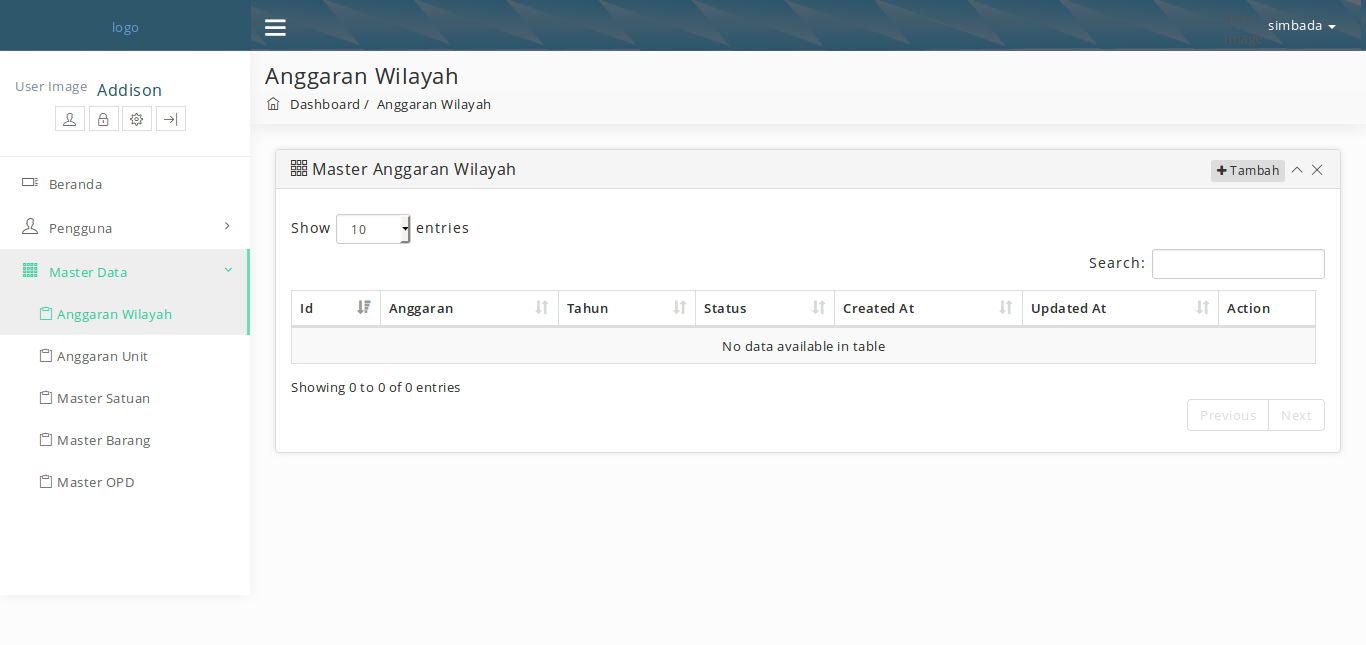 logo
simbada
User Image Addison
Beranda
Pengguna
Master Data
Anggaran Wilayah
Anggaran Unit
Master Satuan
Master Barang
Master OPD
Anggaran Wilayah
Dashboard / Anggaran Wilayah
Master Anggaran Wilayah
Tambah
Show 10 entries
Search:
Id Anggaran Tahun Status Created At Updated At Action
No data available in table
Showing 0 to 0 of 0 entries
Previous Next